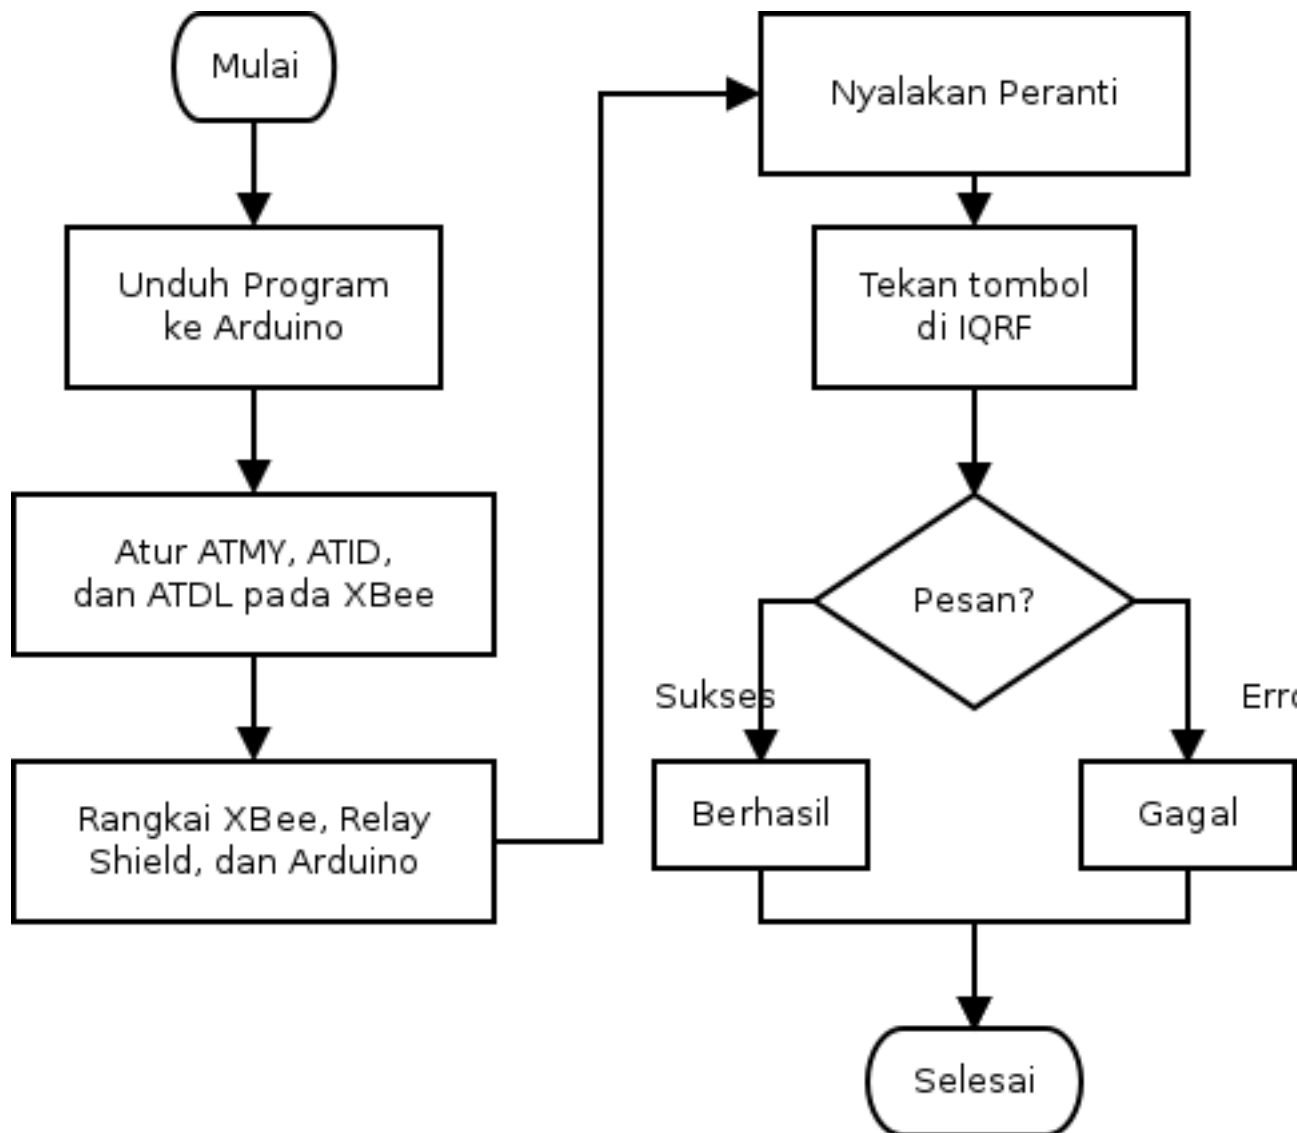 Mulai
Unduh Program
ke Arduino
Atur ATMY, ATID,
dan ATDL pada XBee
Rangkai XBee, Relay
Shield, dan Arduino
Nyalakan Peranti
Tekan tombol
di IQRF
Pesan?
Sukses
Berhasil
Gagal
Selesai